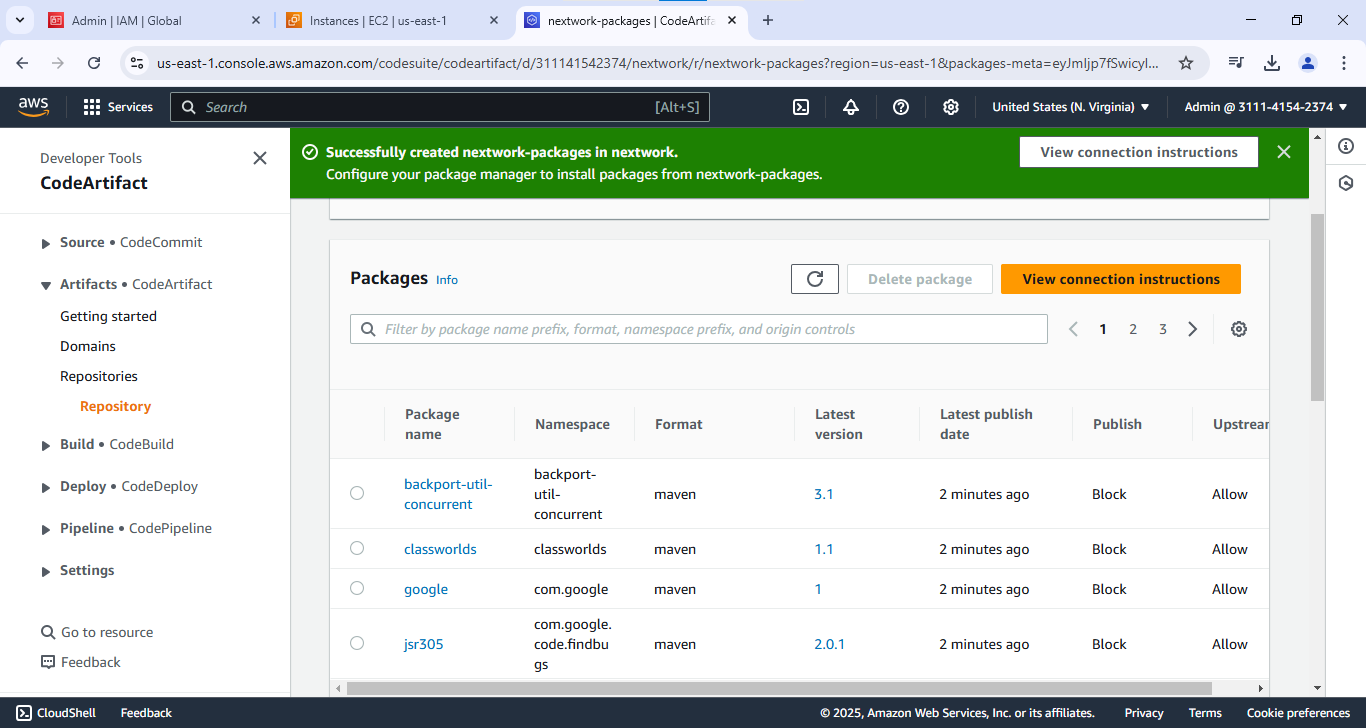 Admin | IAM | Global
Instances | EC2 | us-east-1
nextwork-packages | CodeArtifa
us-east-1.console.aws.amazon.com/codesuite/codeartifact/d/311141542374/nextwork/r/nextwork-packages?region=us-east-1&packages-meta=eyJmIjp7fSwicyI...
aws
Services
Search
[Alt+S]
United States (N. Virginia)
Admin @ 3111-4154-2374
Developer Tools
CodeArtifact
Source • CodeCommit
Artifacts • CodeArtifact
Getting started
Domains
Repositories
Repository
Build • CodeBuild
Deploy • CodeDeploy
Pipeline • CodePipeline
Settings
Go to resource
Feedback
Successfully created nextwork-packages in nextwork.
Configure your package manager to install packages from nextwork-packages.
View connection instructions
Packages Info
Delete package
View connection instructions
Filter by package name prefix, format, namespace prefix, and origin controls
1 2 3
Package name
Namespace
Format
Latest version
Latest publish date
Publish
Upstream
backport-util-concurrent
backport-util-concurrent
maven
3.1
2 minutes ago
Block
Allow
classworlds
classworlds
maven
1.1
2 minutes ago
Block
Allow
google
com.google
maven
1
2 minutes ago
Block
Allow
jsr305
com.google.code.findbugs
maven
2.0.1
2 minutes ago
Block
Allow
CloudShell
Feedback
© 2025, Amazon Web Services, Inc. or its affiliates.
Privacy
Terms
Cookie preferences